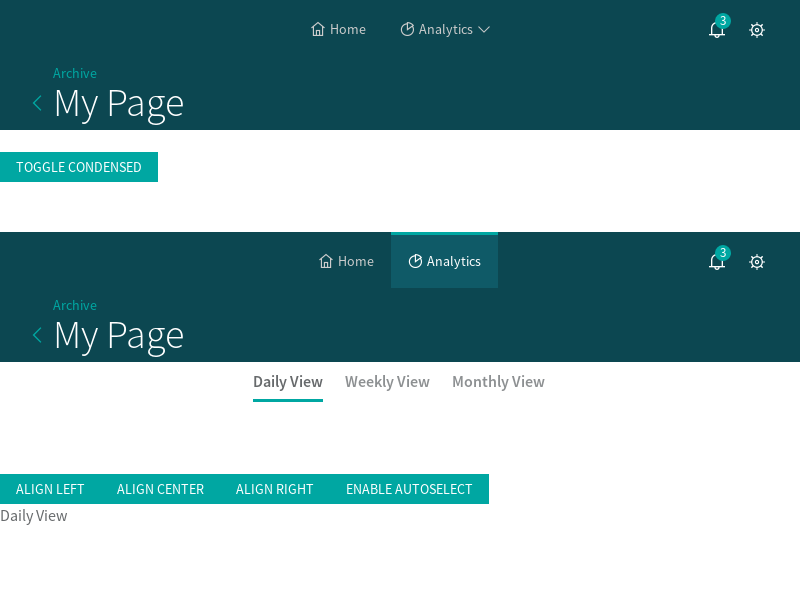 Home Analytics 3
Archive
My Page
TOGGLE CONDENSED
Home Analytics 3
Archive
My Page
Daily View Weekly View Monthly View
ALIGN LEFT ALIGN CENTER ALIGN RIGHT ENABLE AUTOSELECT
Daily View